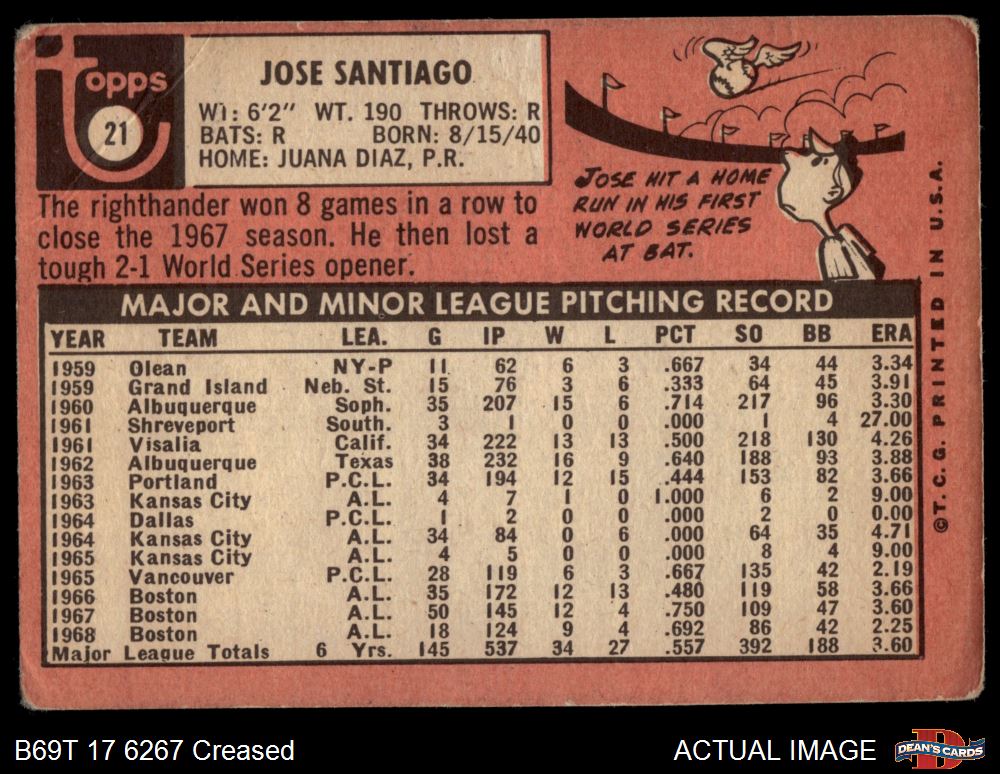 topps
21
JOSE SANTIAGO
WT: 6'2" WT. 190 THROWS: R
BATS: R BORN: 8/15/40
HOME: JUANA DIAZ, P.R.
The righthander won 8 games in a row to
close the 1967 season. He then lost a
tough 2-1 World Series opener.
JOSE HIT A HOME
RUN IN HIS FIRST
WORLD SERIES
AT BAT.
MAJOR AND MINOR LEAGUE PITCHING RECORD
YEAR TEAM LEA. G IP W L PCT SO BB ERA
1959 Olean NY-P 11 62 6 3 .667 34 44 3.34
1959 Grand Island Neb. St. 15 76 3 6 .333 64 45 3.91
1960 Albuquerque Soph. 35 207 15 6 .714 217 96 3.30
1961 Shreveport South. 3 1 0 0 .000 1 4 27.00
1961 Visalia Calif. 34 222 13 13 .500 218 130 4.26
1962 Albuquerque Texas 38 232 16 9 .640 188 93 3.88
1963 Portland P.C.L. 34 194 12 15 .444 153 82 3.66
1963 Kansas City A.L. 4 7 1 0 1.000 6 2 9.00
1964 Dallas P.C.L. 1 2 0 0 .000 2 0 0.00
1964 Kansas City A.L. 34 84 0 6 .000 64 35 4.71
1965 Kansas City A.L. 4 5 0 0 .000 8 4 9.00
1965 Vancouver P.C.L. 28 119 6 3 .667 135 42 2.19
1966 Boston A.L. 35 172 12 13 .480 119 58 3.66
1967 Boston A.L. 50 145 12 4 .750 109 47 3.60
1968 Boston A.L. 18 124 9 4 .692 86 42 2.25
Major League Totals 6 Yrs. 145 537 34 27 .557 392 188 3.60
©T.C.G. PRINTED IN U.S.A.
B69T 17 6267 Creased
ACTUAL IMAGE
D
DEAN'S CARDS